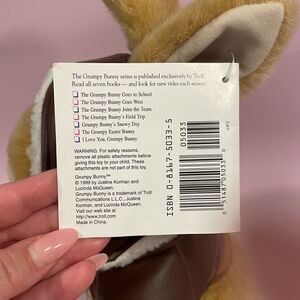 The Grumpy Bunny series is published exclusively by Troll.
Read all seven books — and look for new titles each season!
The Grumpy Bunny Goes to School
The Grumpy Bunny Goes West
The Grumpy Bunny Joins the Team
The Grumpy Bunny's Field Trip
Grumpy Bunny's Snowy Day
The Grumpy Easter Bunny
I Love You, Grumpy Bunny
WARNING: For safety reasons,
remove all plastic attachments before
giving this toy to your child. These
attachments are not part of this toy.
Grumpy Bunny™
© 1999 by Justine Korman and
Lucinda McQueen.
Grumpy Bunny is a trademark of Troll
Communications L.L.C., Justine
Korman, and Lucinda McQueen.
Visit our web site at
http://www.troll.com.
Made in China.
ISBN 0-8167-5033-5
05033
UPC
0 51487 05033 0